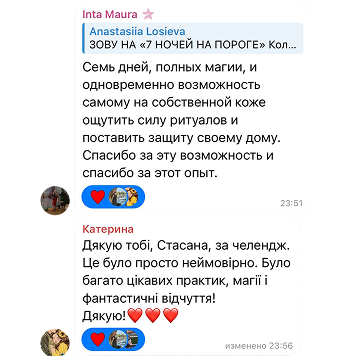 Inta Maura
Anastasiia Losieva
ЗОВУ НА «7 НОЧЕЙ НА ПОРОГЕ» Кол...
Семь дней, полных магии, и
одновременно возможность
самому на собственной коже
ощутить силу ритуалов и
поставить защиту своему дому.
Спасибо за эту возможность и
спасибо за этот опыт.
23:51
Катерина
Дякую тобі, Стасана, за челендж.
Це було просто неймовірно. Було
багато цікавих практик, магії і
фантастичні відчуття!
Дякую!❤️❤️❤️
изменено 23:56